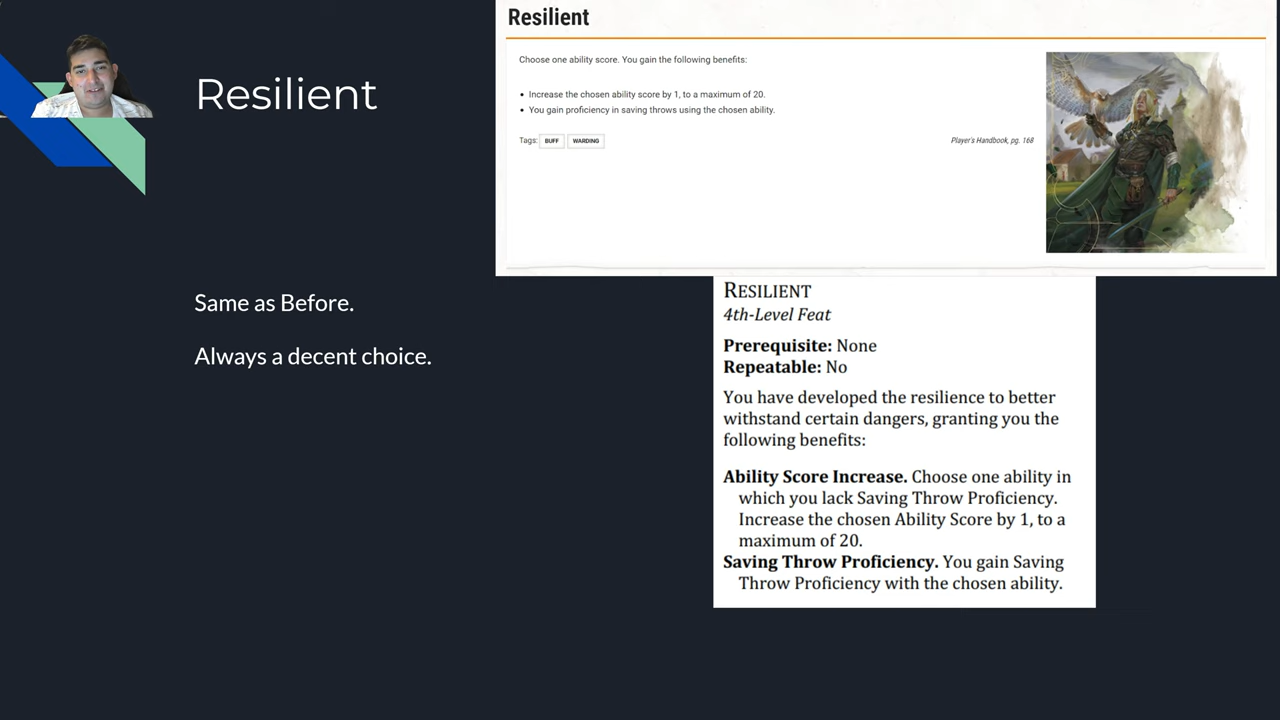 Resilient
Same as Before.
Always a decent choice.
Resilient
Choose one ability score. You gain the following benefits:
Increase the chosen ability score by 1, to a maximum of 20.
You gain proficiency in saving throws using the chosen ability.
Tags: BUFF WARDING
Player's Handbook, pg. 168
RESILIENT
4th-Level Feat
Prerequisite: None
Repeatable: No
You have developed the resilience to better
withstand certain dangers, granting you the
following benefits:
Ability Score Increase. Choose one ability in
which you lack Saving Throw Proficiency.
Increase the chosen Ability Score by 1, to a
maximum of 20.
Saving Throw Proficiency. You gain Saving
Throw Proficiency with the chosen ability.